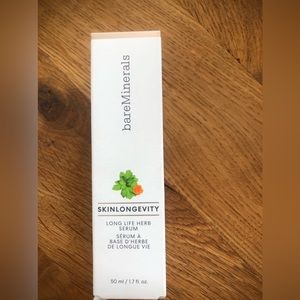 bareMinerals
SKINLONGEVITY
LONG LIFE HERB
SERUM
SÉRUM À
BASE D'HERBE
DE LONGUE VIE
50 ml / 1.7 fl. oz.